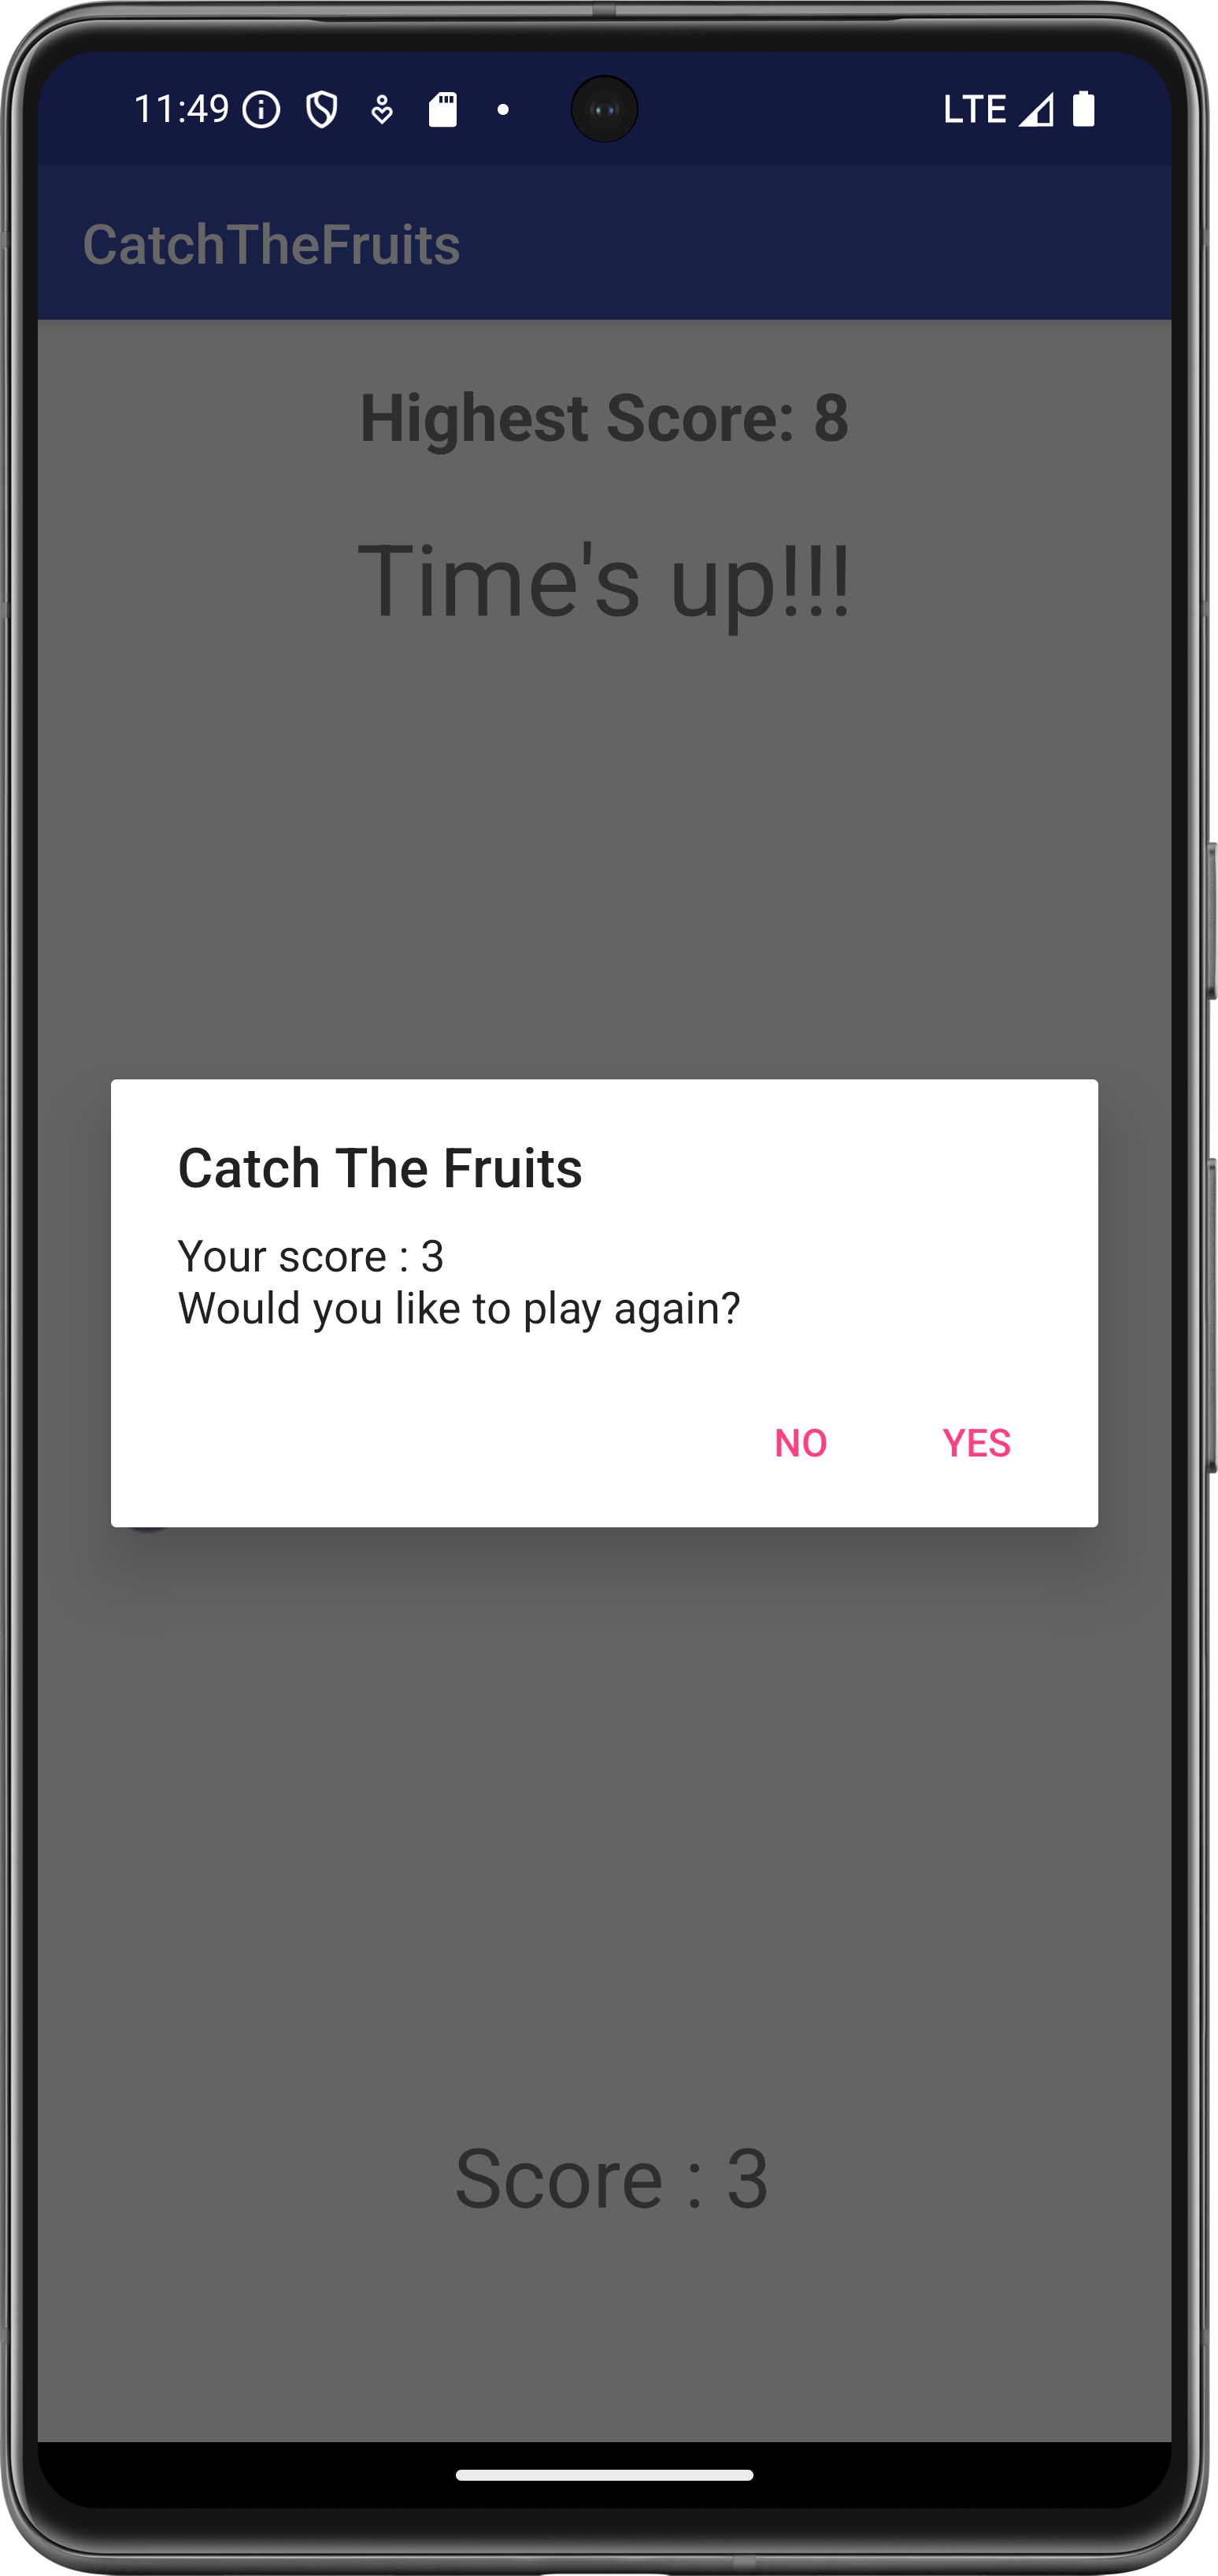 11:49
LTE
CatchTheFruits
Highest Score: 8
Time's up!!!
Catch The Fruits
Your score : 3
Would you like to play again?
NO YES
Score : 3